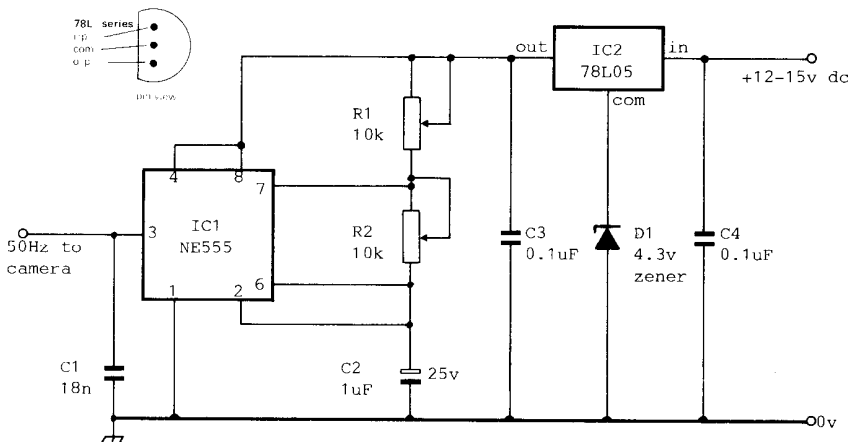 78L series
i/p
com
o/p
pin view
out
IC2
78L05
in
+12-15v dc
com
R1
10k
4
8
7
IC1
NE555
3
50Hz to
camera
R2
10k
6
1
2
C3
0.1uF
D1
4.3v
zener
C4
0.1uF
C1
18n
C2
1uF
25v
0v